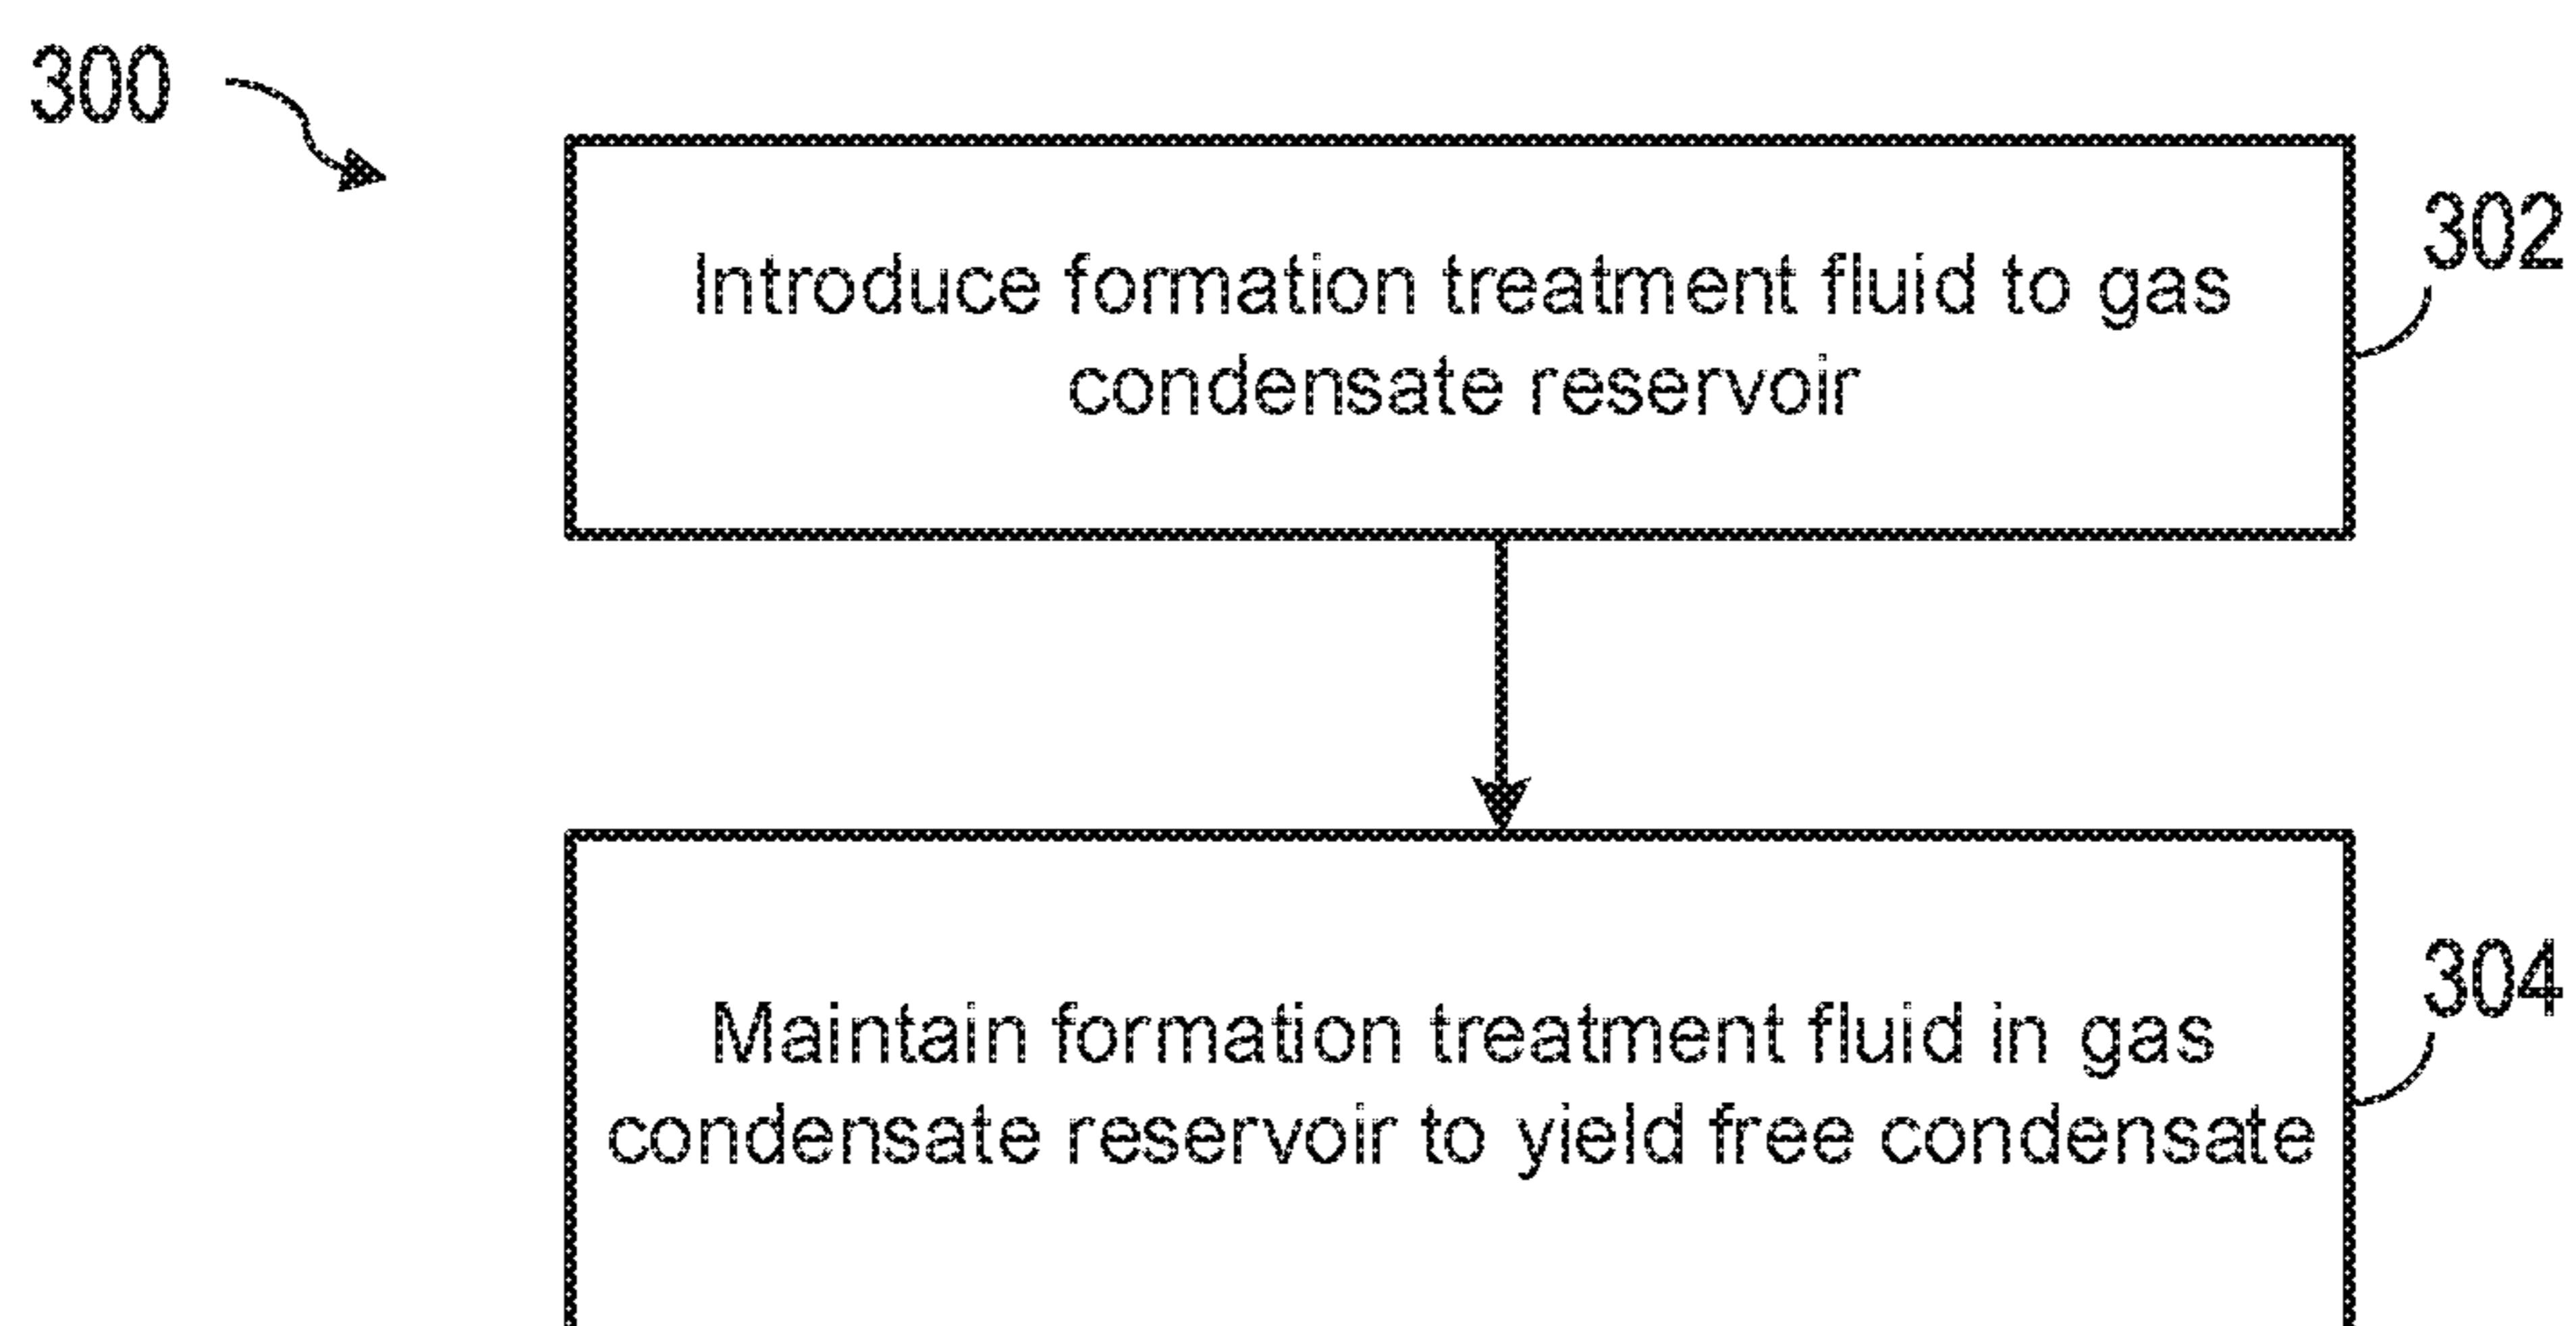 300
302
Introduce formation treatment fluid to gas
condensate reservoir
304
Maintain formation treatment fluid in gas
condensate reservoir to yield free condensate